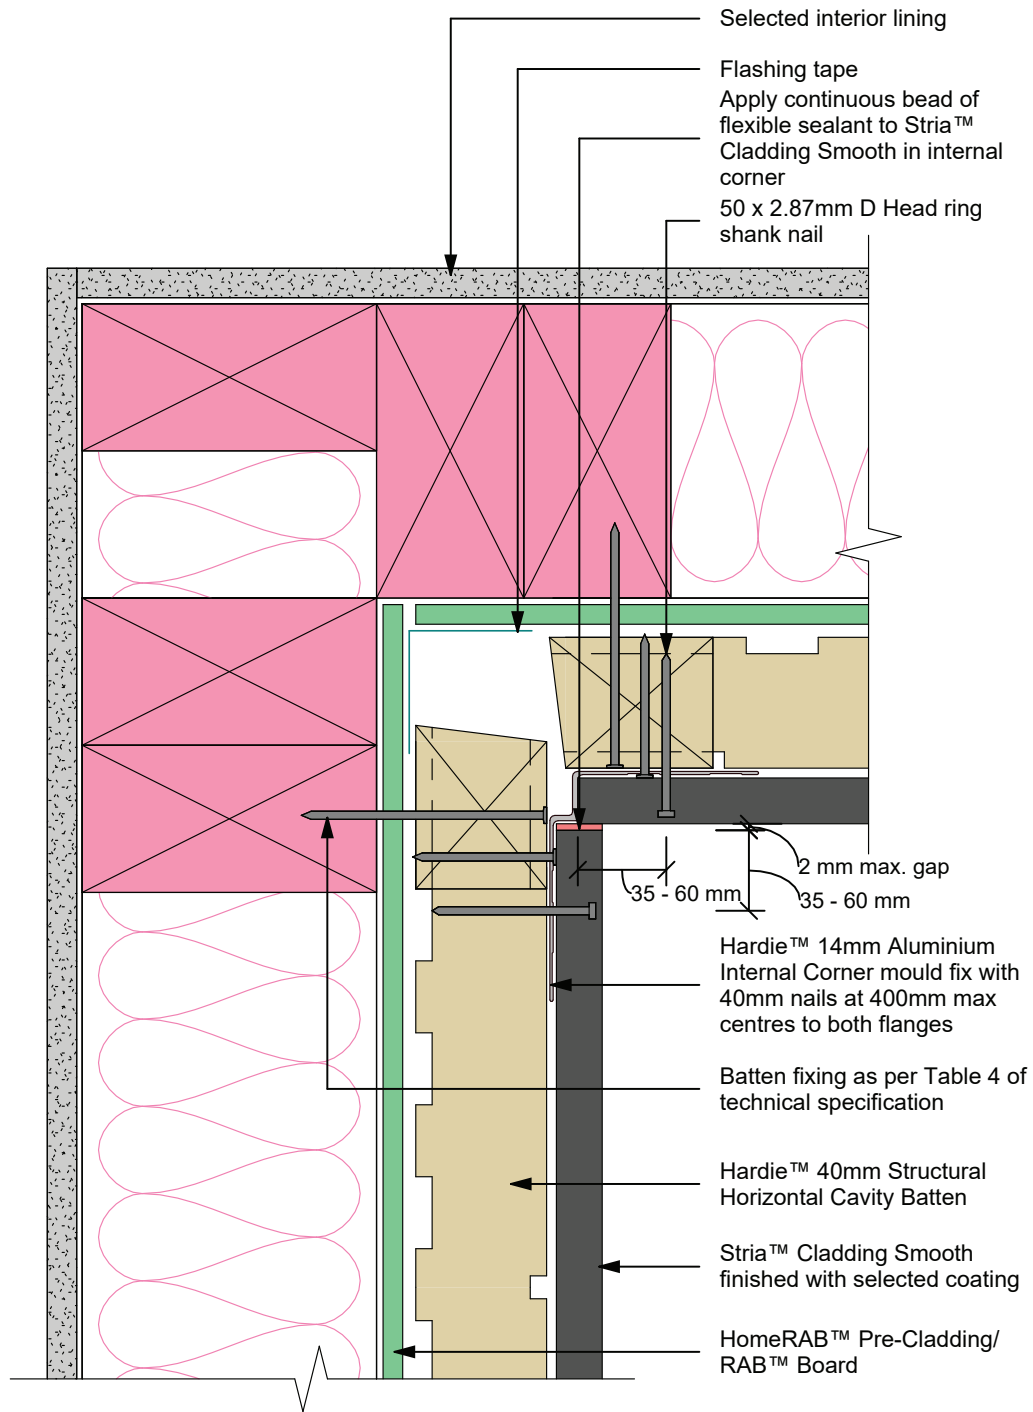 Selected interior lining
Flashing tape
Apply continuous bead of
flexible sealant to Stria™
Cladding Smooth in internal
corner
50 x 2.87mm D Head ring
shank nail
2 mm max. gap
35 - 60 mm
35 - 60 mm
Hardie™ 14mm Aluminium
Internal Corner mould fix with
40mm nails at 400mm max
centres to both flanges
Batten fixing as per Table 4 of
technical specification
Hardie™ 40mm Structural
Horizontal Cavity Batten
Stria™ Cladding Smooth
finished with selected coating
HomeRAB™ Pre-Cladding/
RAB™ Board